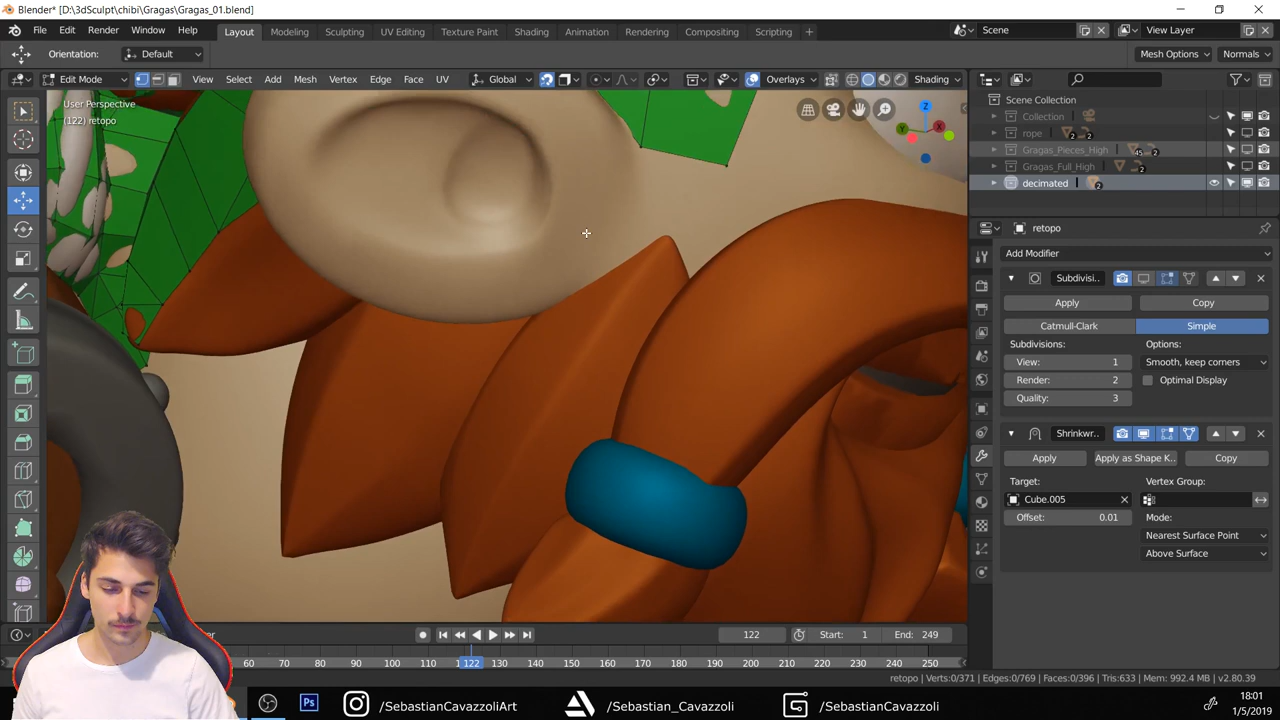 Blender* [D:\3dSculpt\chibi\Gragas\Gragas_01.blend]
File Edit Render Window Help
Layout Modeling Sculpting UV Editing Texture Paint Shading Animation Rendering Compositing Scripting +
Scene View Layer
Orientation: Default Mesh Options Normals
Edit Mode View Select Add Mesh Vertex Edge Face UV Global Overlays Shading
User Perspective
(122) retopo
Scene Collection
Collection
rope 2 2
Gragas_Pieces_High 45 2
Gragas_Full_High 2
decimated 2
retopo
Add Modifier
Subdivisi..
Apply Copy
Catmull-Clark Simple
Subdivisions: Options:
View: 1 Smooth, keep corners
Render: 2 Optimal Display
Quality: 3
Shrinkwr..
Apply Apply as Shape K.. Copy
Target: Vertex Group:
Cube.005
Offset: 0.01 Mode:
Nearest Surface Point
Above Surface
122 Start: 1 End: 249
60 70 80 90 100 110 122 130 140 150 160 170 180 190 200 210 220 230 240 250
retopo | Verts:0/371 | Edges:0/769 | Faces:0/396 | Tris:633 | Mem: 992.4 MB | v2.80.39
Ps /SebastianCavazzoliArt /Sebastian_Cavazzoli /SebastianCavazzoli
18:01
1/5/2019